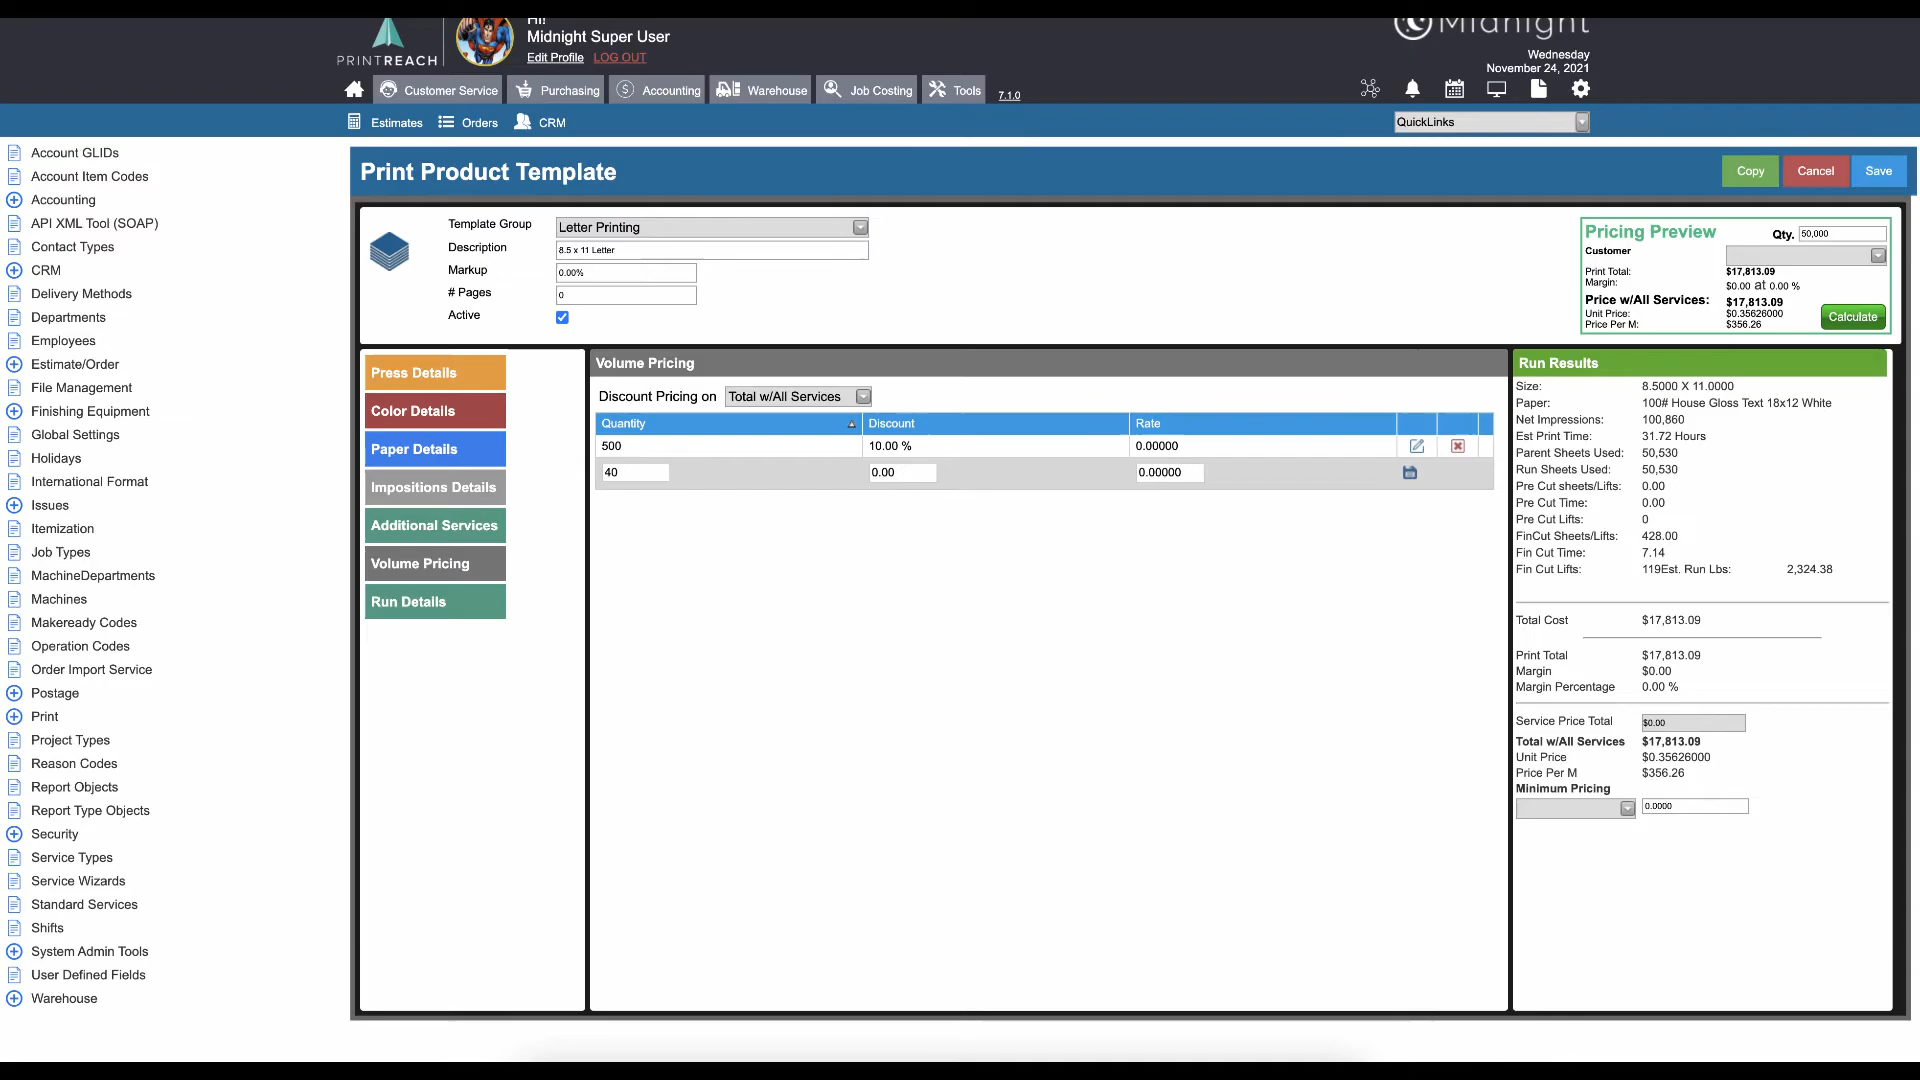 Hi!
Midnight
PRINTREACH
Midnight Super User
Edit Profile LOG OUT
Wednesday
November 24, 2021
Customer Service
Purchasing
Accounting
Warehouse
Job Costing
Tools
7.1.0
Estimates
Orders
CRM
QuickLinks
Account GLIDs
Account Item Codes
Accounting
API XML Tool (SOAP)
Contact Types
CRM
Delivery Methods
Departments
Employees
Estimate/Order
File Management
Finishing Equipment
Global Settings
Holidays
International Format
Issues
Itemization
Job Types
MachineDepartments
Machines
Makeready Codes
Operation Codes
Order Import Service
Postage
Print
Project Types
Reason Codes
Report Objects
Report Type Objects
Security
Service Types
Service Wizards
Standard Services
Shifts
System Admin Tools
User Defined Fields
Warehouse
Print Product Template
Copy
Cancel
Save
Template Group Letter Printing
Description 8.5 x 11 Letter
Markup 0.00%
# Pages 0
Active
Pricing Preview Qty. 50,000
Customer
Print Total: $17,813.09
Margin: $0.00 at 0.00 %
Price w/All Services: $17,813.09
Unit Price: $0.35626000
Price Per M: $356.26
Calculate
Press Details
Color Details
Paper Details
Impositions Details
Additional Services
Volume Pricing
Run Details
Volume Pricing
Discount Pricing on Total w/All Services
Quantity Discount Rate
500 10.00 % 0.00000
40 0.00 0.00000
Run Results
Size: 8.5000 X 11.0000
Paper: 100# House Gloss Text 18x12 White
Net Impressions: 100,860
Est Print Time: 31.72 Hours
Parent Sheets Used: 50,530
Run Sheets Used: 50,530
Pre Cut sheets/Lifts: 0.00
Pre Cut Time: 0.00
Pre Cut Lifts: 0
FinCut Sheets/Lifts: 428.00
Fin Cut Time: 7.14
Fin Cut Lifts: 119Est. Run Lbs: 2,324.38
Total Cost $17,813.09
Print Total $17,813.09
Margin $0.00
Margin Percentage 0.00 %
Service Price Total $0.00
Total w/All Services $17,813.09
Unit Price $0.35626000
Price Per M $356.26
Minimum Pricing
0.0000